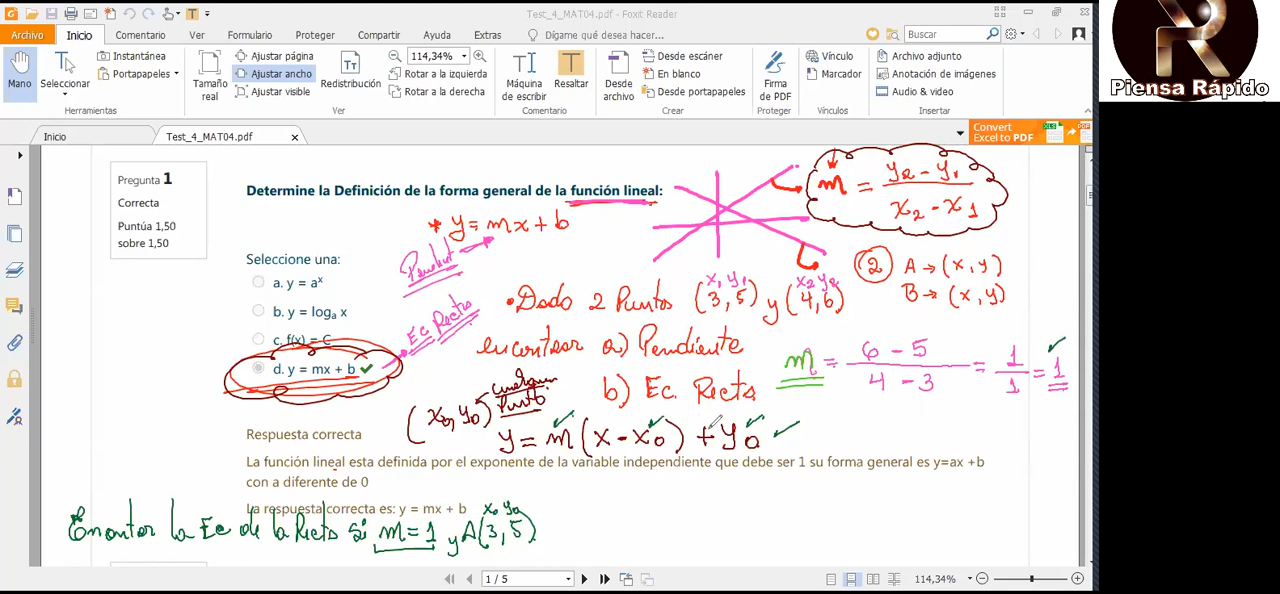 Test_4_MAT04.pdf - Foxit Reader
Archivo Inicio Comentario Ver Formulario Proteger Compartir Ayuda Extras Dígame qué desea hacer... Buscar
Mano
Seleccionar
Instantánea
Portapapeles
Herramientas
Tamaño real
Ajustar página
Ajustar ancho
Ajustar visible
114,34%
Rotar a la izquierda
Rotar a la derecha
Redistribución
Ver
Máquina de escribir
Resaltar
Comentario
Desde archivo
Desde escáner
En blanco
Desde portapapeles
Crear
Firma de PDF
Proteger
Vínculo
Marcador
Vínculos
Archivo adjunto
Anotación de imágenes
Audio & video
Insertar
Piensa Rápido
Inicio Test_4_MAT04.pdf
Convert Excel to PDF
Pregunta 1
Correcta
Puntúa 1,50
sobre 1,50
Determine la Definición de la forma general de la función lineal:
* y = mx + b
m = y2 - y1 / x2 - x1
Seleccione una:
a. y = a^x
b. y = log_a x
c. f(x) = C
d. y = mx + b
Ec Recta
2 A → (x, y)
B → (x, y)
x1 y1 x2 y2
• Dado 2 Puntos (3, 5) y (4, 6)
encontrar a) Pendiente
m = 6 - 5 / 4 - 3 = 1 / 1 = 1
b) Ec. Recta
(x0, y0) cualquier Punto
y = m (x - x0) + y0
Respuesta correcta
La función lineal esta definida por el exponente de la variable independiente que debe ser 1 su forma general es y=ax +b
con a diferente de 0
La respuesta correcta es: y = mx + b
x0 y0
Encontar la Ec de la Recta si m = 1 y A(3, 5)
1 / 5
114,34%